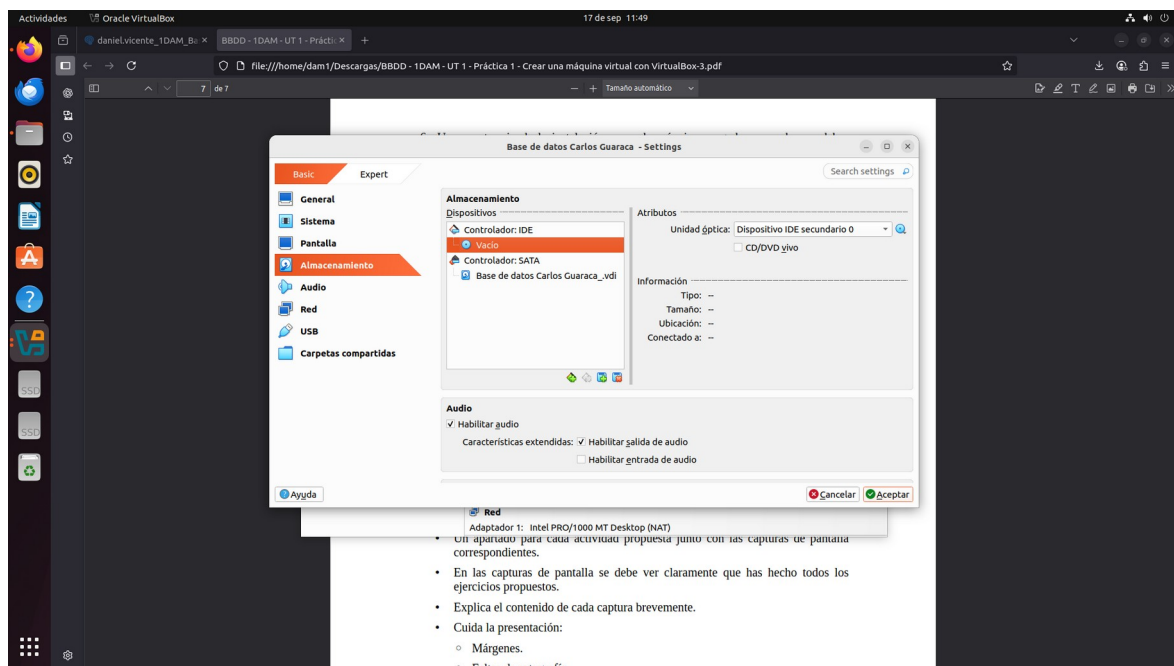 Actividades Oracle VirtualBox 17 de sep 11:49
daniel.vicente_1DAM_Ba BBDD - 1DAM - UT 1 - Práctic
file:///home/dam1/Descargas/BBDD - 1DAM - UT 1 - Práctica 1 - Crear una máquina virtual con VirtualBox-3.pdf
7 de 7 Tamaño automático
Base de datos Carlos Guaraca - Settings
Basic Expert Search settings
General
Sistema
Pantalla
Almacenamiento
Audio
Red
USB
Carpetas compartidas
Almacenamiento
Dispositivos
Controlador: IDE
Vacío
Controlador: SATA
Base de datos Carlos Guaraca_.vdi
Atributos
Unidad óptica: Dispositivo IDE secundario 0
CD/DVD vivo
Información
Tipo: --
Tamaño: --
Ubicación: --
Conectado a: --
Audio
Habilitar audio
Características extendidas: Habilitar salida de audio
Habilitar entrada de audio
Ayuda Cancelar Aceptar
Red
Adaptador 1: Intel PRO/1000 MT Desktop (NAT)
• Un apartado para cada actividad propuesta junto con las capturas de pantalla
correspondientes.
• En las capturas de pantalla se debe ver claramente que has hecho todos los
ejercicios propuestos.
• Explica el contenido de cada captura brevemente.
• Cuida la presentación:
◦ Márgenes.
SSD
SSD